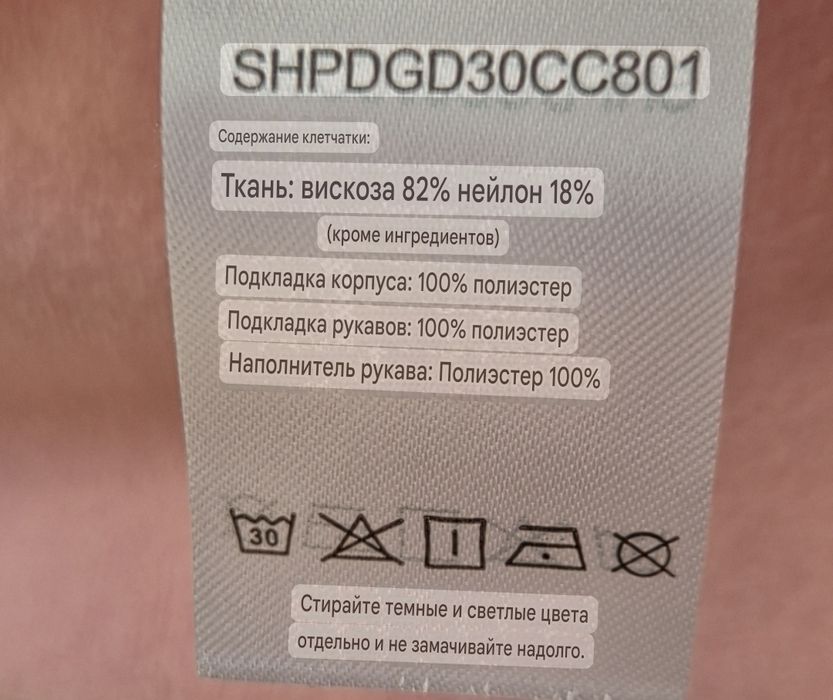 SHPDGD30CC801
Содержание клетчатки:
Ткань: вискоза 82% нейлон 18%
(кроме ингредиентов)
Подкладка корпуса: 100% полиэстер
Подкладка рукавов: 100% полиэстер
Наполнитель рукава: Полиэстер 100%
30
Стирайте темные и светлые цвета
отдельно и не замачивайте надолго.